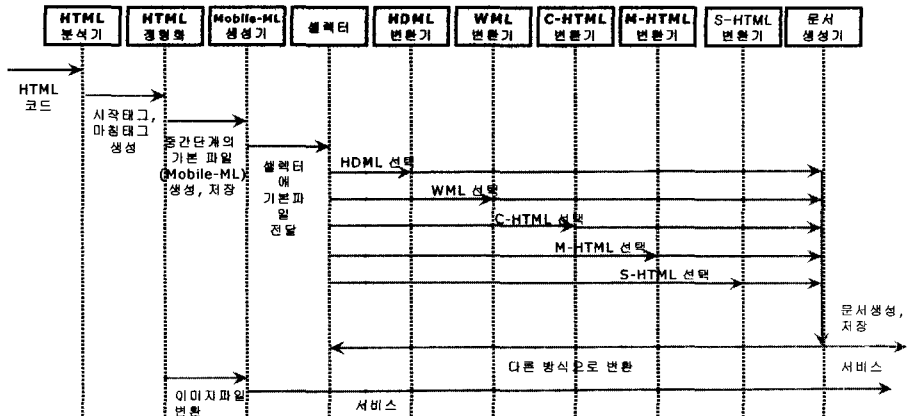 HTML
분석기
HTML
정형화
Mobile-ML
생성기
셀렉터
HDML
변환기
WML
변환기
C-HTML
변환기
M-HTML
변환기
S-HTML
변환기
문서
생성기
HTML
코드
시작태그,
마침태그
생성
중간단계의
기본 파일
(Mobile-ML)
생성, 저장
셀렉터
에
기본파
일
전달
HDML 선택
WML 선택
C-HTML 선택
M-HTML 선택
S-HTML 선택
문서생성,
저장
다른 방식으로 변환
서비스
이미지파일
변환
서비스